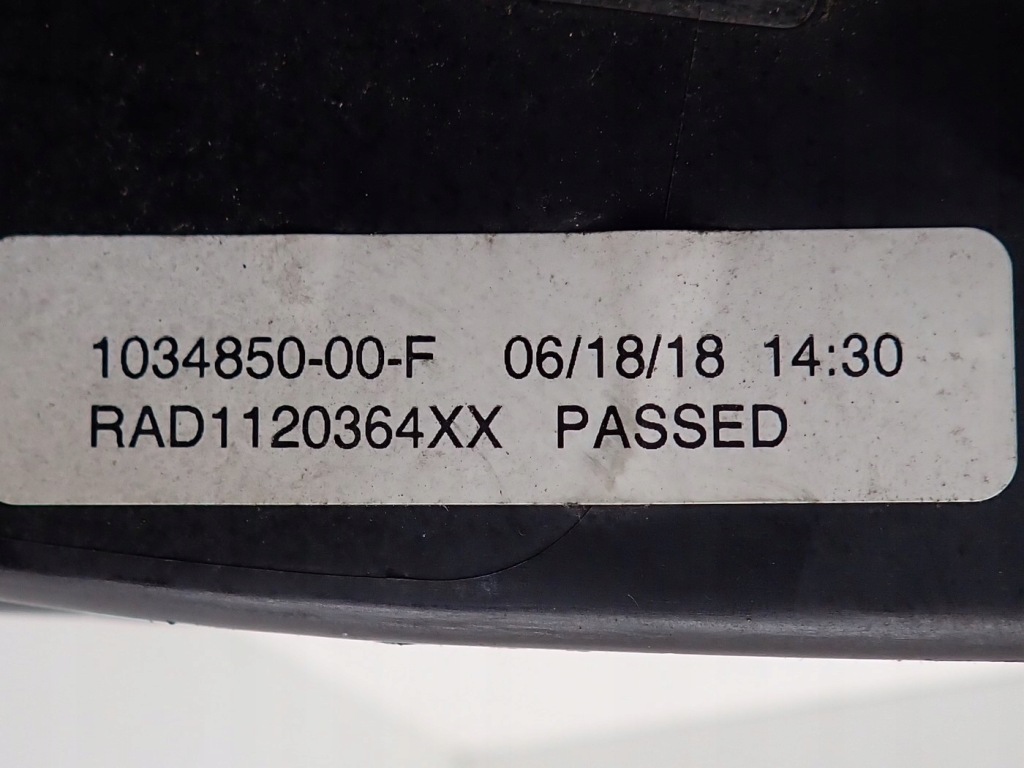 1034850-00-F 06/18/18 14:30
RAD1120364XX PASSED